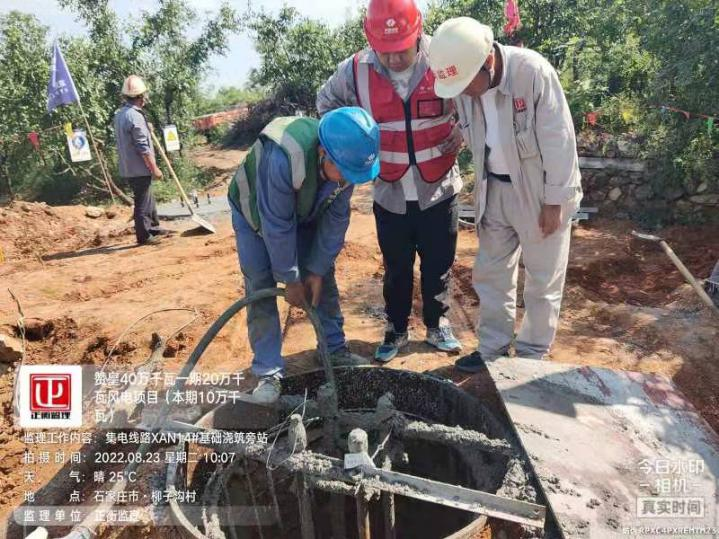 监理
正衡监理
赞皇40万千瓦一期20万千
瓦风电项目（本期10万千
瓦）
监理工作内容：集电线路XAN14#基础浇筑旁站
拍摄时间：2022.08.23 星期二 10:07
天气：晴 25℃
地点：石家庄市·柳子沟村
监理单位：正衡监理
今日水印
相机
真实时间